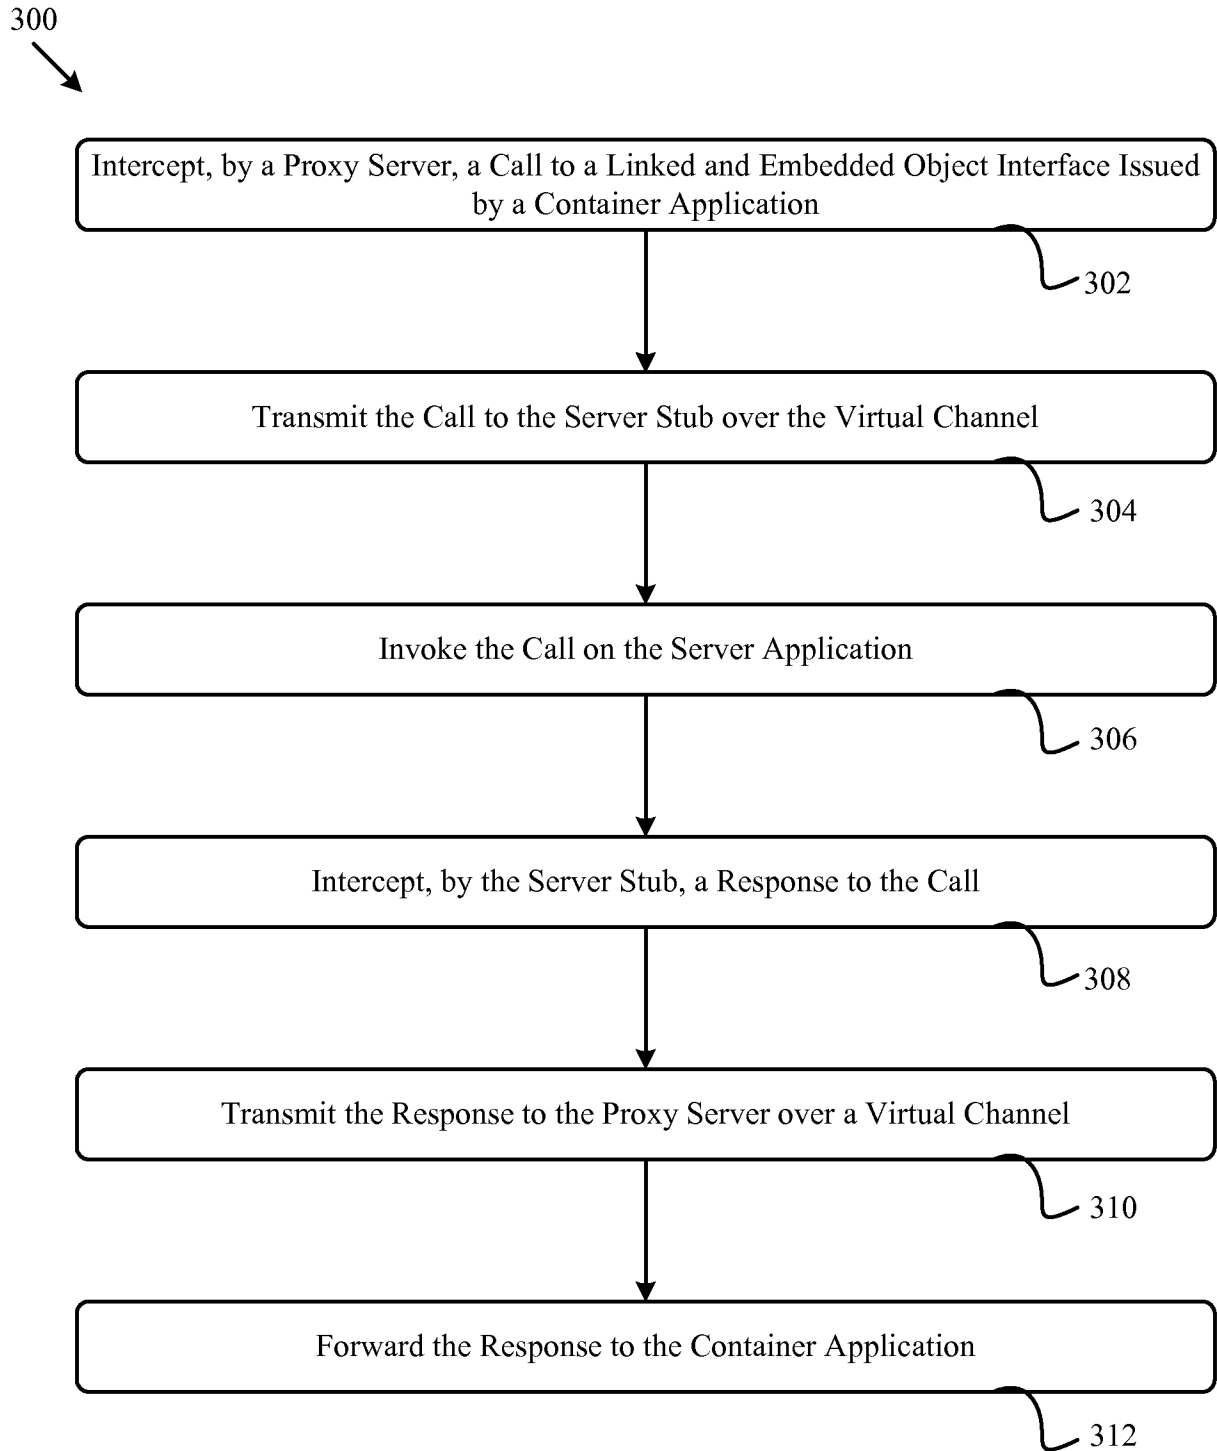 300
Intercept, by a Proxy Server, a Call to a Linked and Embedded Object Interface Issued
by a Container Application
302
Transmit the Call to the Server Stub over the Virtual Channel
304
Invoke the Call on the Server Application
306
Intercept, by the Server Stub, a Response to the Call
308
Transmit the Response to the Proxy Server over a Virtual Channel
310
Forward the Response to the Container Application
312